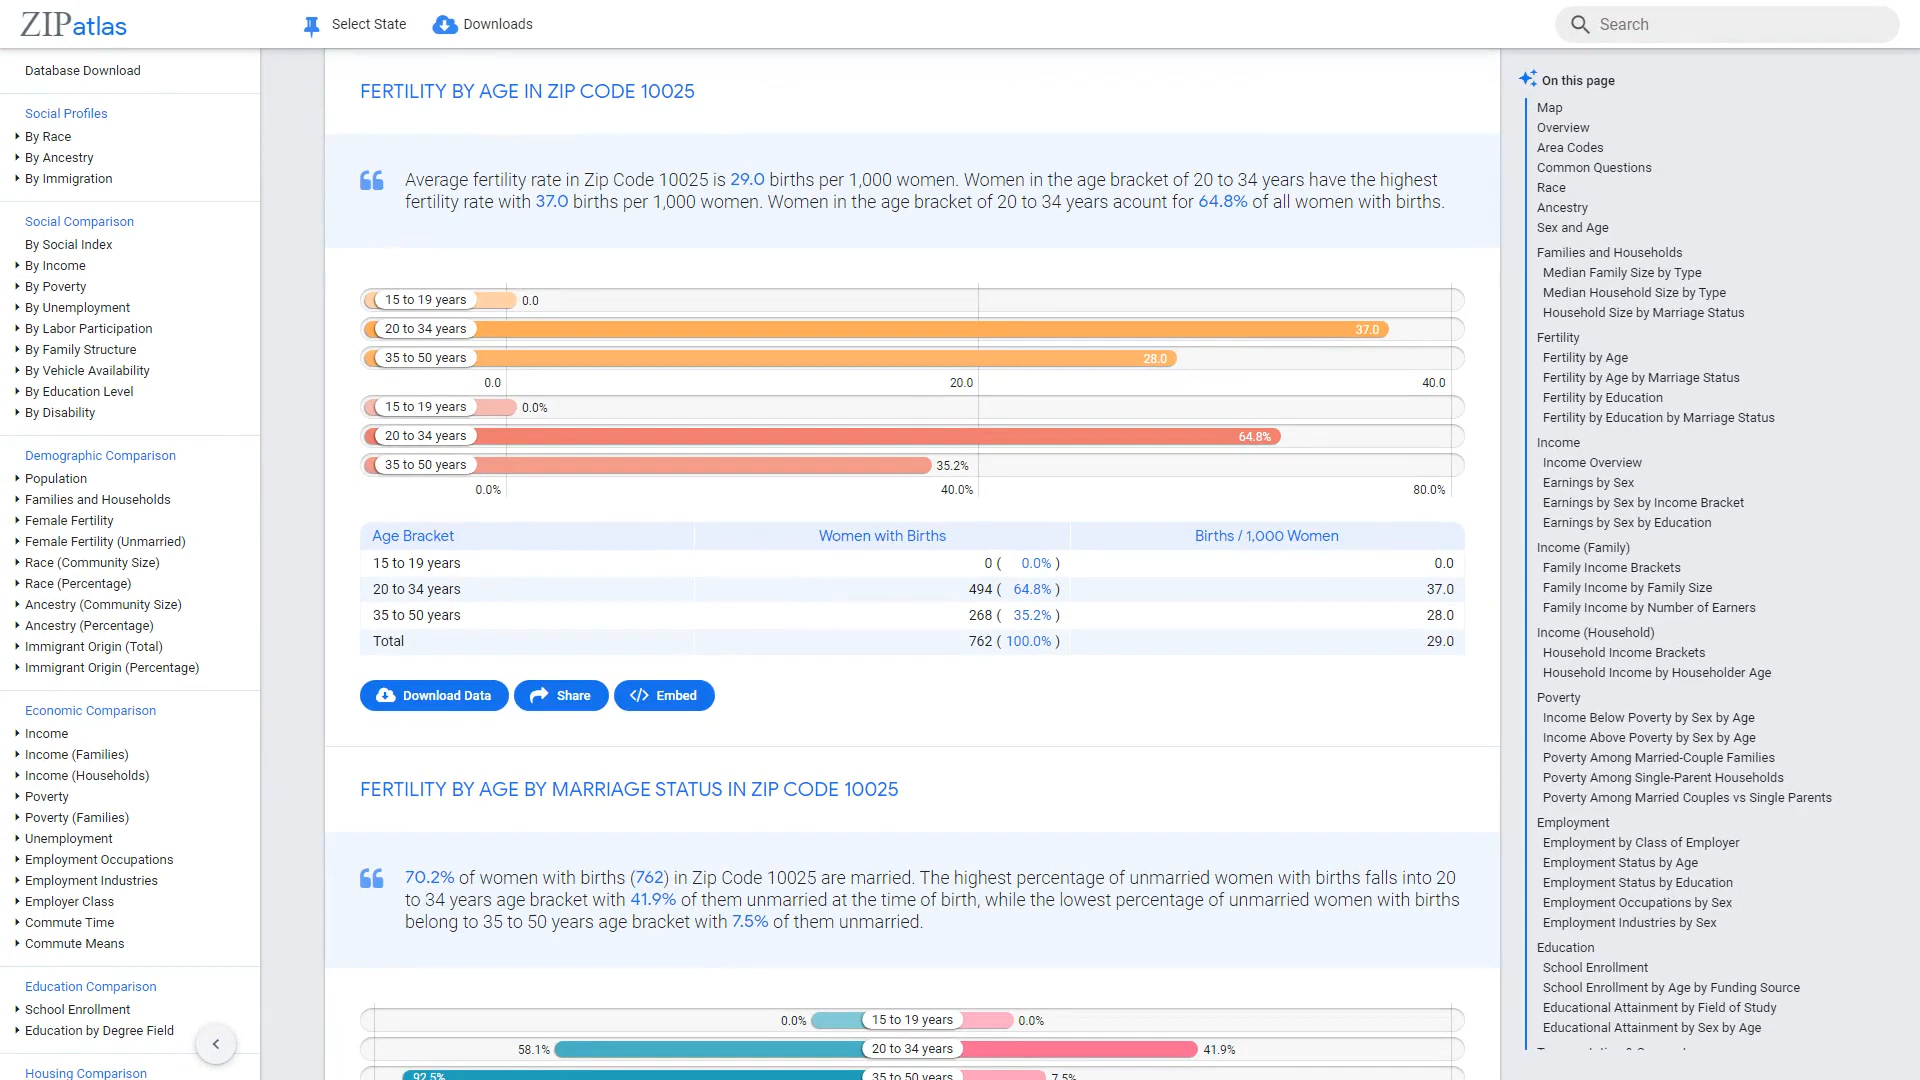 ZIPatlas
Select State
Downloads
Search
Database Download
Social Profiles
By Race
By Ancestry
By Immigration
Social Comparison
By Social Index
By Income
By Poverty
By Unemployment
By Labor Participation
By Family Structure
By Vehicle Availability
By Education Level
By Disability
Demographic Comparison
Population
Families and Households
Female Fertility
Female Fertility (Unmarried)
Race (Community Size)
Race (Percentage)
Ancestry (Community Size)
Ancestry (Percentage)
Immigrant Origin (Total)
Immigrant Origin (Percentage)
Economic Comparison
Income
Income (Families)
Income (Households)
Poverty
Poverty (Families)
Unemployment
Employment Occupations
Employment Industries
Employer Class
Commute Time
Commute Means
Education Comparison
School Enrollment
Education by Degree Field
Housing Comparison
FERTILITY BY AGE IN ZIP CODE 10025
Average fertility rate in Zip Code 10025 is 29.0 births per 1,000 women. Women in the age bracket of 20 to 34 years have the highest
fertility rate with 37.0 births per 1,000 women. Women in the age bracket of 20 to 34 years acount for 64.8% of all women with births.
15 to 19 years 0.0
20 to 34 years 37.0
35 to 50 years 28.0
0.0 20.0 40.0
15 to 19 years 0.0%
20 to 34 years 64.8%
35 to 50 years 35.2%
0.0% 40.0% 80.0%
Age Bracket Women with Births Births / 1,000 Women
15 to 19 years 0 ( 0.0% ) 0.0
20 to 34 years 494 ( 64.8% ) 37.0
35 to 50 years 268 ( 35.2% ) 28.0
Total 762 ( 100.0% ) 29.0
Download Data Share Embed
FERTILITY BY AGE BY MARRIAGE STATUS IN ZIP CODE 10025
70.2% of women with births (762) in Zip Code 10025 are married. The highest percentage of unmarried women with births falls into 20
to 34 years age bracket with 41.9% of them unmarried at the time of birth, while the lowest percentage of unmarried women with births
belong to 35 to 50 years age bracket with 7.5% of them unmarried.
0.0% 15 to 19 years 0.0%
58.1% 20 to 34 years 41.9%
92.5% 35 to 50 years 7.5%
On this page
Map
Overview
Area Codes
Common Questions
Race
Ancestry
Sex and Age
Families and Households
Median Family Size by Type
Median Household Size by Type
Household Size by Marriage Status
Fertility
Fertility by Age
Fertility by Age by Marriage Status
Fertility by Education
Fertility by Education by Marriage Status
Income
Income Overview
Earnings by Sex
Earnings by Sex by Income Bracket
Earnings by Sex by Education
Income (Family)
Family Income Brackets
Family Income by Family Size
Family Income by Number of Earners
Income (Household)
Household Income Brackets
Household Income by Householder Age
Poverty
Income Below Poverty by Sex by Age
Income Above Poverty by Sex by Age
Poverty Among Married-Couple Families
Poverty Among Single-Parent Households
Poverty Among Married Couples vs Single Parents
Employment
Employment by Class of Employer
Employment Status by Age
Employment Status by Education
Employment Occupations by Sex
Employment Industries by Sex
Education
School Enrollment
School Enrollment by Age by Funding Source
Educational Attainment by Field of Study
Educational Attainment by Sex by Age